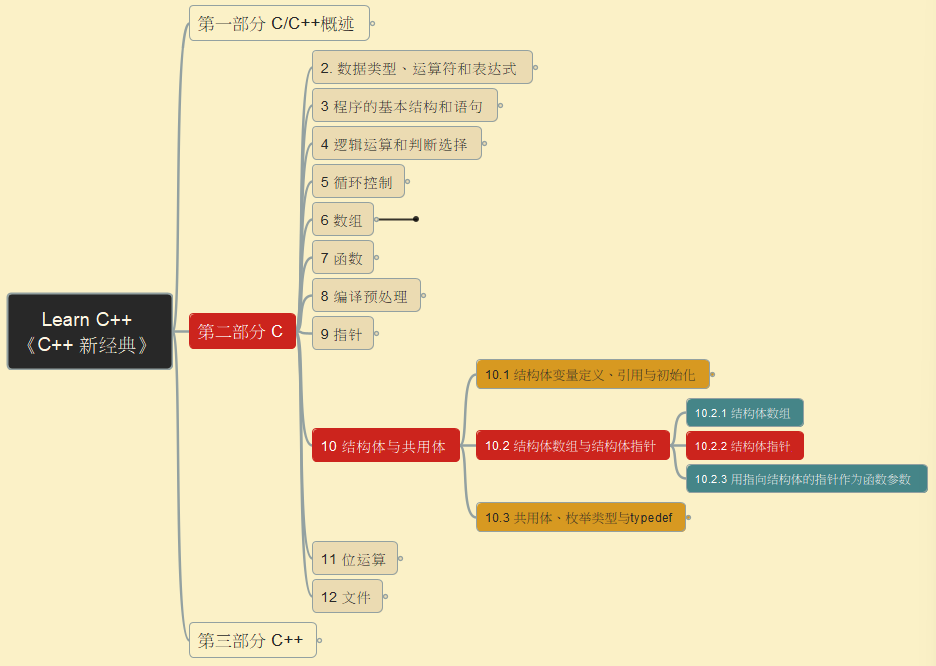 Learn C++
《C++ 新经典》
第一部分 C/C++概述
第二部分 C
2. 数据类型、运算符和表达式
3 程序的基本结构和语句
4 逻辑运算和判断选择
5 循环控制
6 数组
7 函数
8 编译预处理
9 指针
10 结构体与共用体
10.1 结构体变量定义、引用与初始化
10.2 结构体数组与结构体指针
10.2.1 结构体数组
10.2.2 结构体指针
10.2.3 用指向结构体的指针作为函数参数
10.3 共用体、枚举类型与typedef
11 位运算
12 文件
第三部分 C++